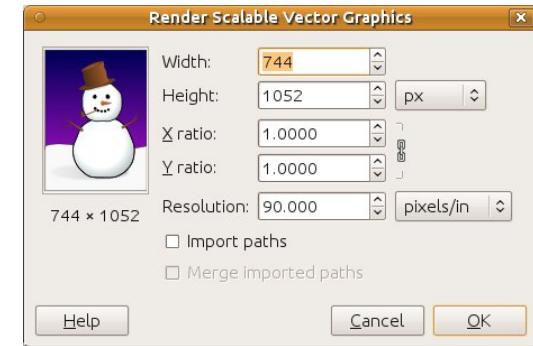 Render Scalable Vector Graphics
Width: 744
Height: 1052 px
X ratio: 1.0000
Y ratio: 1.0000
744 × 1052
Resolution: 90.000 pixels/in
Import paths
Merge imported paths
Help Cancel OK